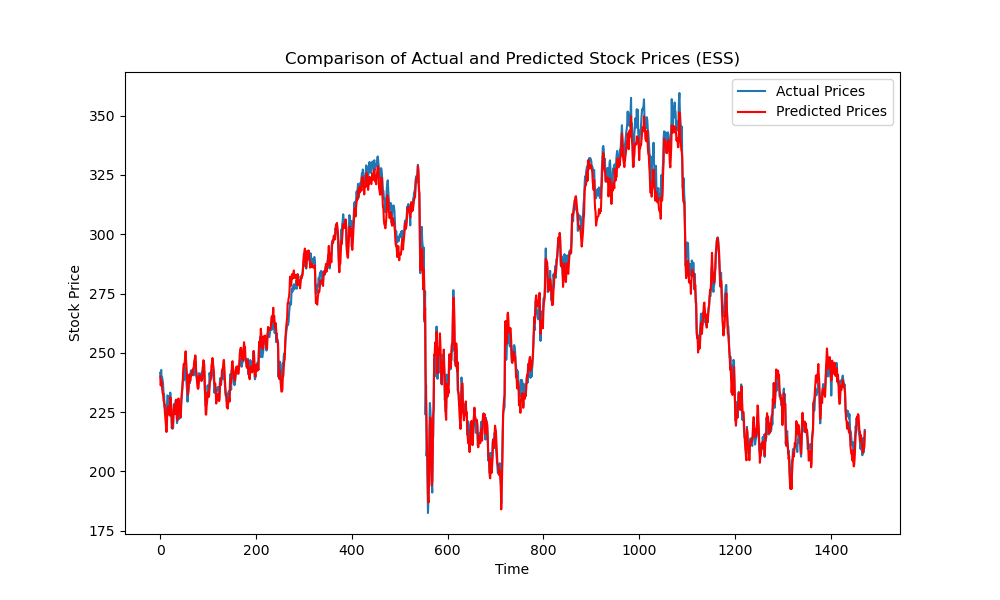 Comparison of Actual and Predicted Stock Prices (ESS)
Actual Prices
Predicted Prices
350
325
300
275
250
225
200
175
Stock Price
0 200 400 600 800 1000 1200 1400
Time